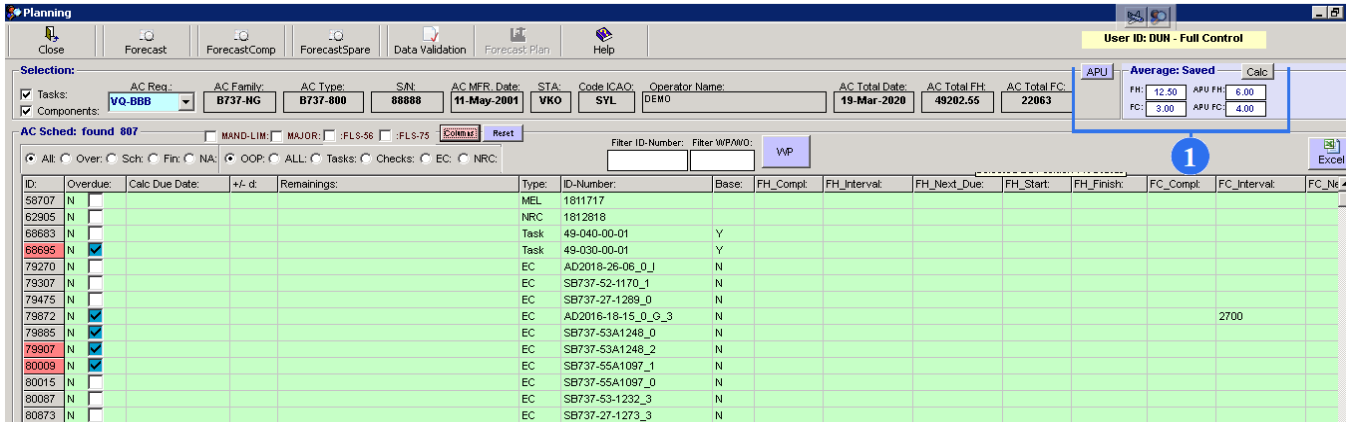 Planning
Close Forecast ForecastComp ForecastSpare Data Validation Forecast Plan Help
User ID: DUN - Full Control
Selection:
AC Reg.: AC Family: AC Type: S/N: AC MFR. Date: STA: Code ICAO: Operator Name: AC Total Date: AC Total FH: AC Total FC:
Tasks: VQ-BBB B737-NG B737-800 88888 11-May-2001 VKO SYL DEMO 19-Mar-2020 49202.55 22063
Components:
APU Average: Saved Calc
FH: 12.50 APU FH: 6.00
FC: 3.00 APU FC: 4.00
1
AC Sched: found 807 MAND-LIM: MAJOR: :FLS-56 :FLS-75 Columns Reset
Filter ID-Number: Filter WP/WO: WP
All: Over: Sch: Fin: NA: OOP: ALL: Tasks: Checks: EC: NRC:
Excel
ID: Overdue: Calc Due Date: +/- d: Remainings: Type: ID-Number: Base: FH_Compl: FH_Interval: FH_Next_Due: FH_Start: FH_Finish: FC_Compl: FC_Interval: FC_Ne
58707 N MEL 1811717
62905 N NRC 1812818
68683 N Task 49-040-00-01 Y
68695 N Task 49-030-00-01 Y
79270 N EC AD2018-26-06_0_I N
79307 N EC SB737-52-1170_1 N
79475 N EC SB737-27-1289_0 N
79872 N EC AD2016-18-15_0_G_3 N 2700
79885 N EC SB737-53A1248_0 N
79907 N EC SB737-53A1248_2 N
80009 N EC SB737-55A1097_1 N
80015 N EC SB737-55A1097_0 N
80087 N EC SB737-53-1232_3 N
80873 N EC SB737-27-1273_3 N